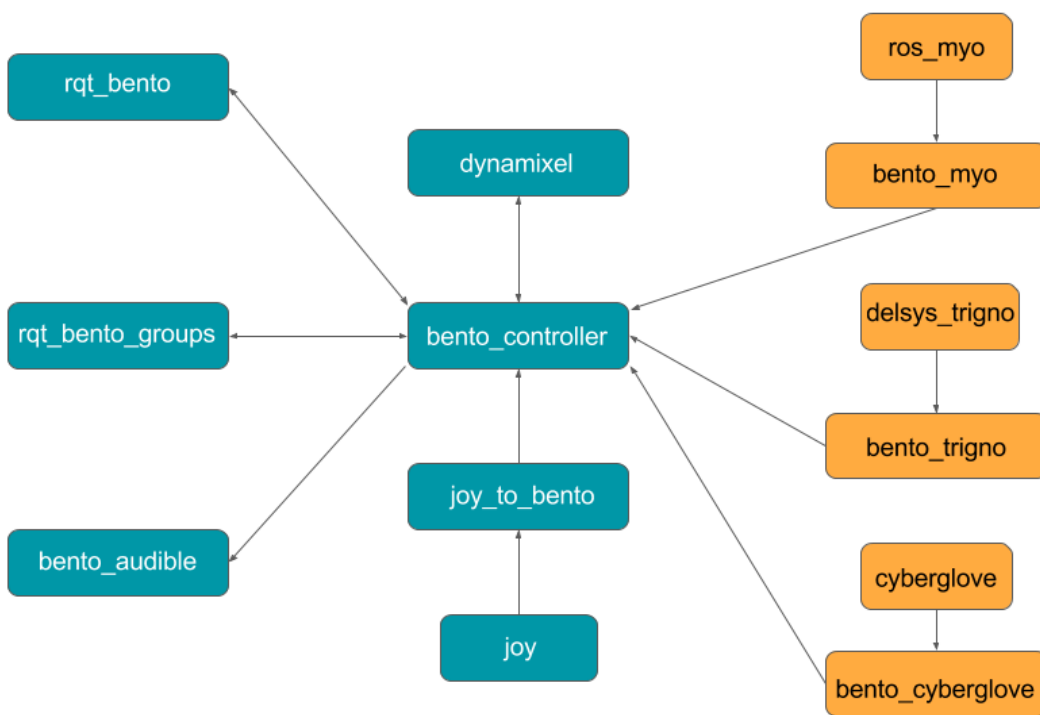 ros_myo
rqt_bento
dynamixel
bento_myo
delsys_trigno
rqt_bento_groups
bento_controller
bento_trigno
joy_to_bento
bento_audible
cyberglove
joy
bento_cyberglove